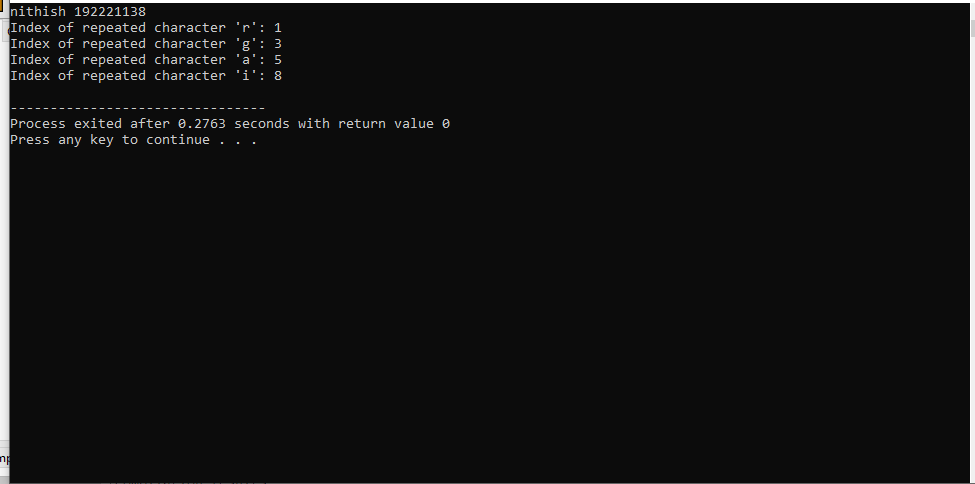 nithish 192221138
Index of repeated character 'r': 1
Index of repeated character 'g': 3
Index of repeated character 'a': 5
Index of repeated character 'i': 8
--------------------------------
Process exited after 0.2763 seconds with return value 0
Press any key to continue . . .